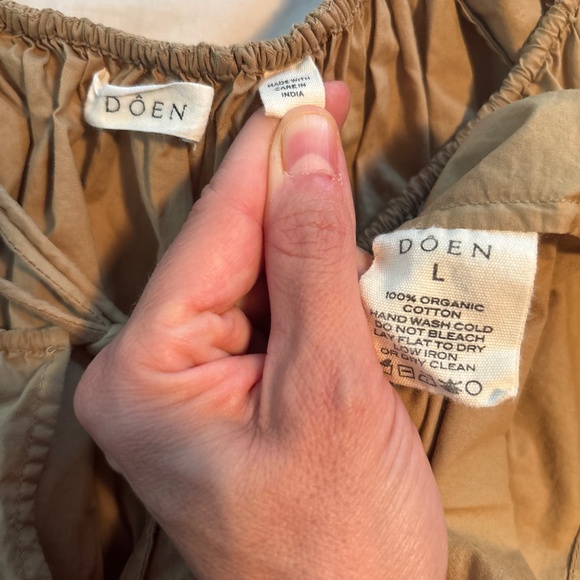 DÔEN
MADE WITH
CARE IN
INDIA
DÔEN
L
100% ORGANIC
COTTON
HAND WASH COLD
DO NOT BLEACH
LAY FLAT TO DRY
LOW IRON
OR DRY CLEAN